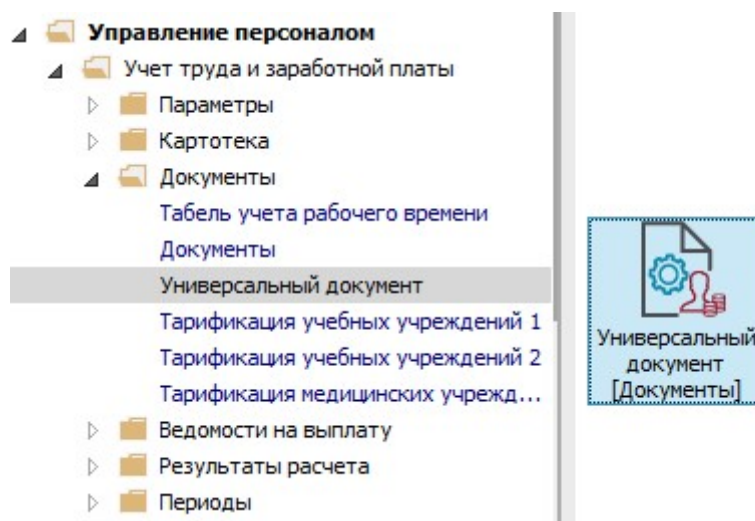 Управление персоналом
Учет труда и заработной платы
Параметры
Картотека
Документы
Табель учета рабочего времени
Документы
Универсальный документ
Тарификация учебных учреждений 1
Тарификация учебных учреждений 2
Тарификация медицинских учрежд...
Ведомости на выплату
Результаты расчета
Периоды
Универсальный
документ
[Документы]